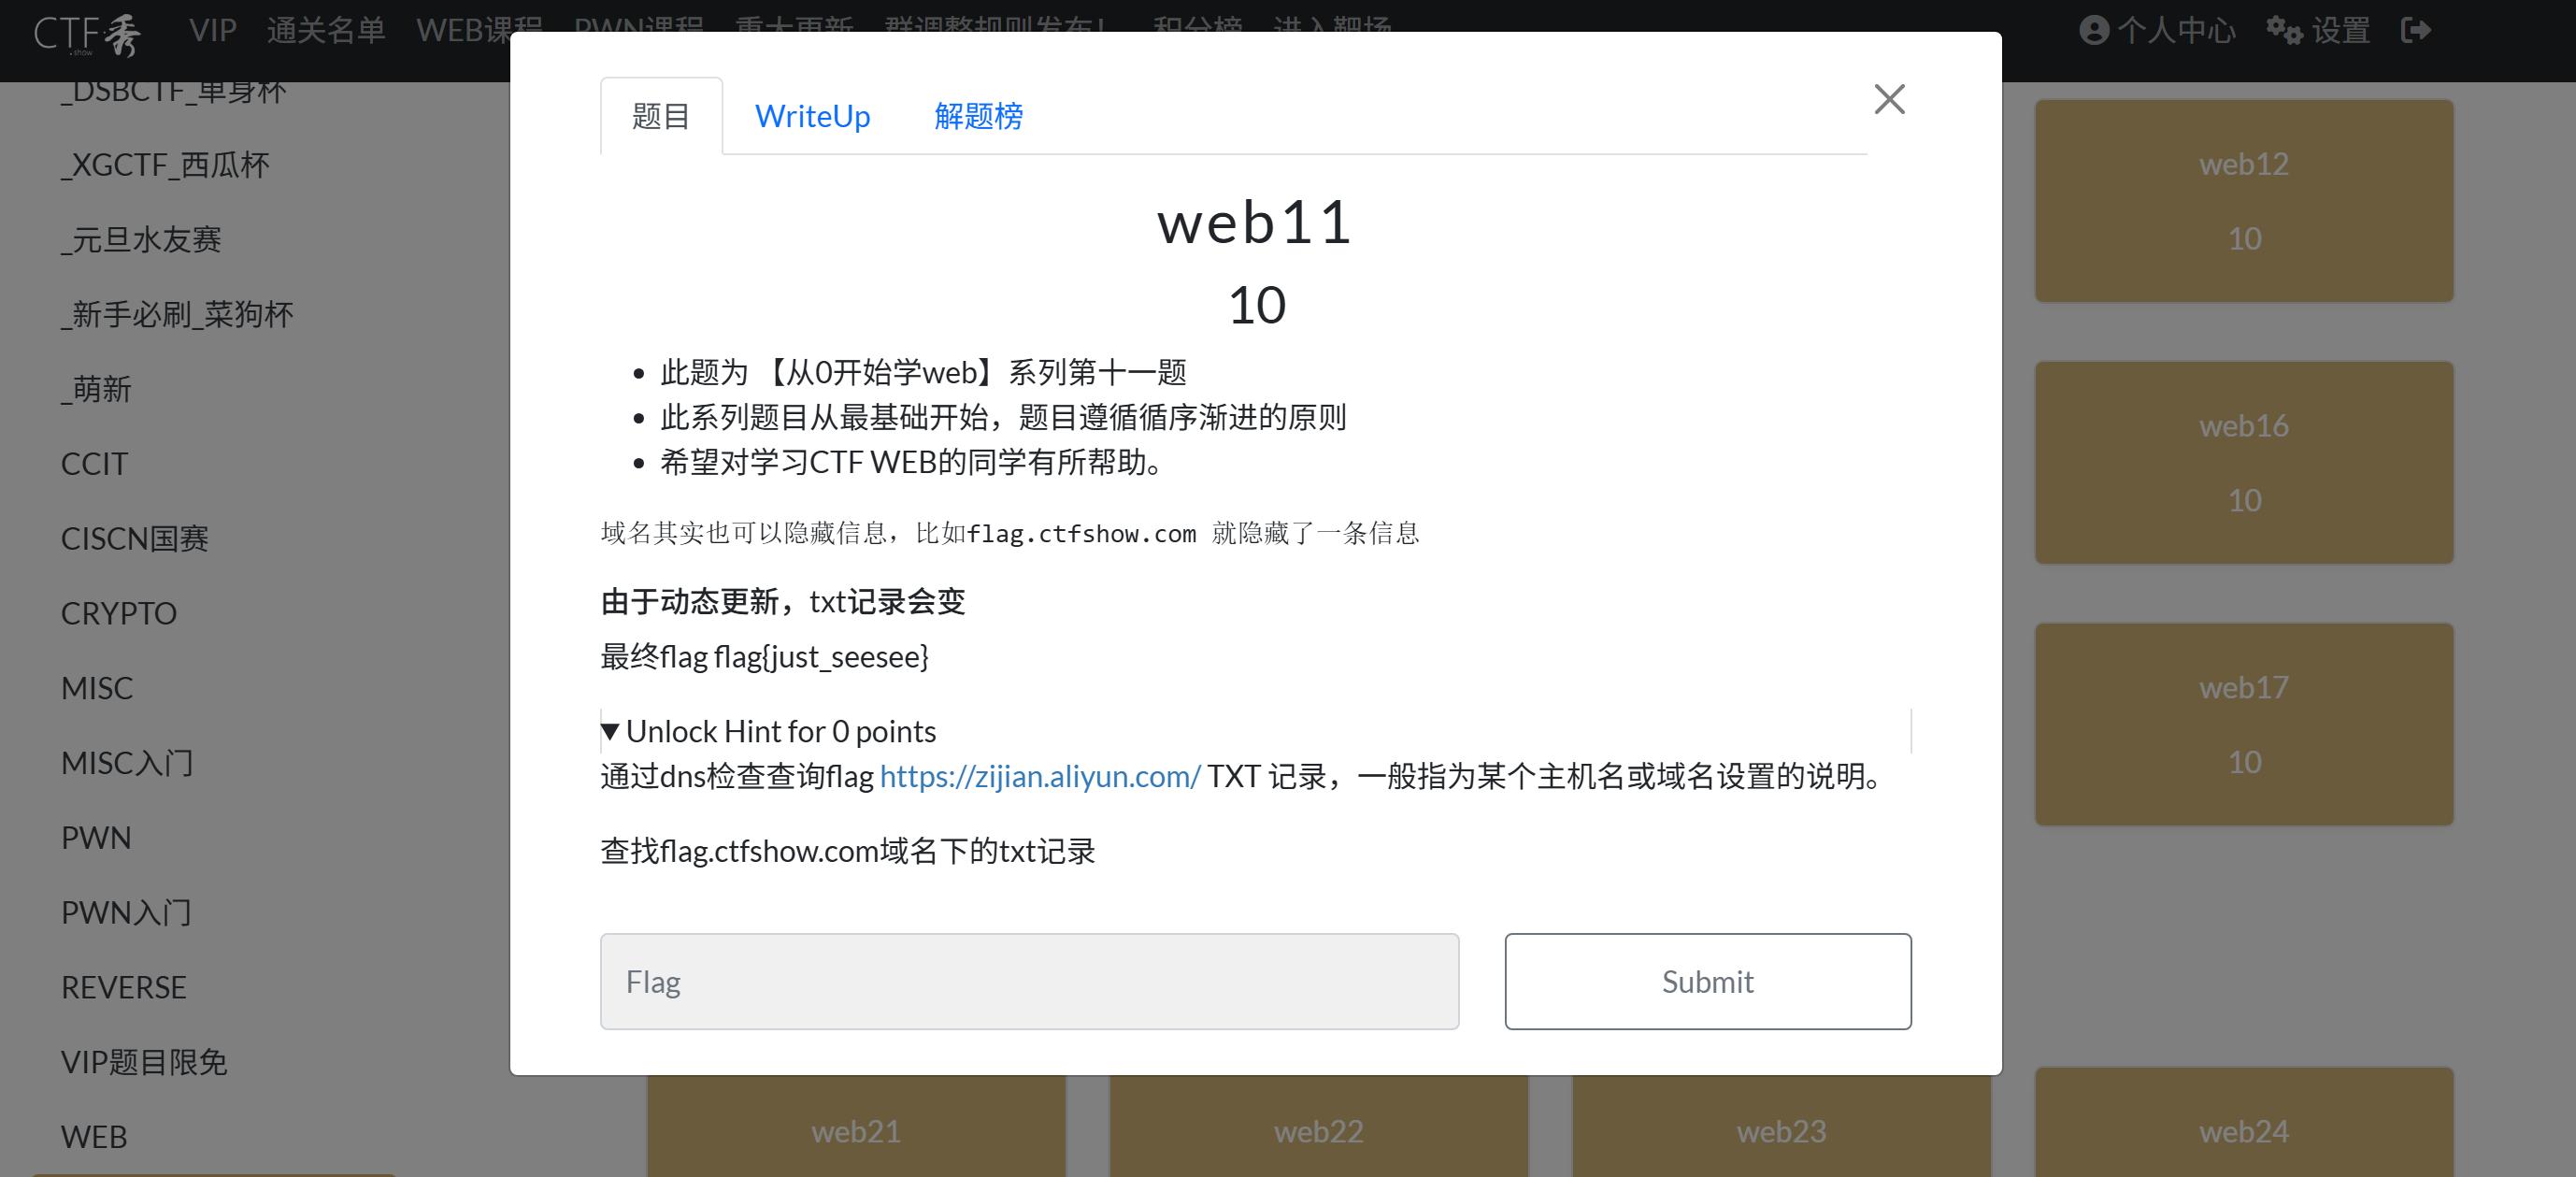 CTF秀
.show
VIP 通关名单 WEB课程 PWN课程 重大更新 群调整规则发布！ 积分榜 进入靶场 个人中心 设置
_DSBCTF_单身杯
_XGCTF_西瓜杯
_元旦水友赛
_新手必刷_菜狗杯
_萌新
CCIT
CISCN国赛
CRYPTO
MISC
MISC入门
PWN
PWN入门
REVERSE
VIP题目限免
WEB
题目 WriteUp 解题榜
web11
10
此题为 【从0开始学web】系列第十一题
此系列题目从最基础开始，题目遵循循序渐进的原则
希望对学习CTF WEB的同学有所帮助。
域名其实也可以隐藏信息，比如flag.ctfshow.com 就隐藏了一条信息
由于动态更新，txt记录会变
最终flag flag{just_seesee}
Unlock Hint for 0 points
通过dns检查查询flag https://zijian.aliyun.com/ TXT 记录，一般指为某个主机名或域名设置的说明。
查找flag.ctfshow.com域名下的txt记录
Flag Submit
web12
10
web16
10
web17
10
web21 web22 web23 web24